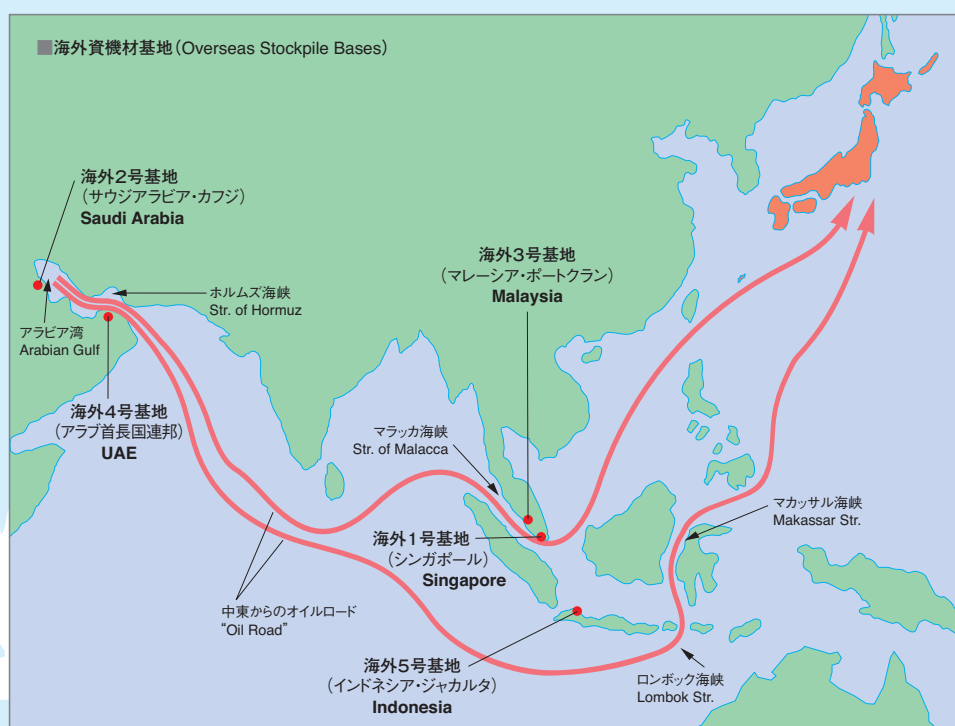 ■海外資機材基地(Overseas Stockpile Bases)
海外2号基地
(サウジアラビア・カフジ)
Saudi Arabia
ホルムズ海峡
Str. of Hormuz
アラビア湾
Arabian Gulf
海外4号基地
(アラブ首長国連邦)
UAE
海外3号基地
(マレーシア・ポートクラン)
Malaysia
マラッカ海峡
Str. of Malacca
海外1号基地
(シンガポール)
Singapore
マカッサル海峡
Makassar Str.
中東からのオイルロード
"Oil Road"
海外5号基地
(インドネシア・ジャカルタ)
Indonesia
ロンボック海峡
Lombok Str.